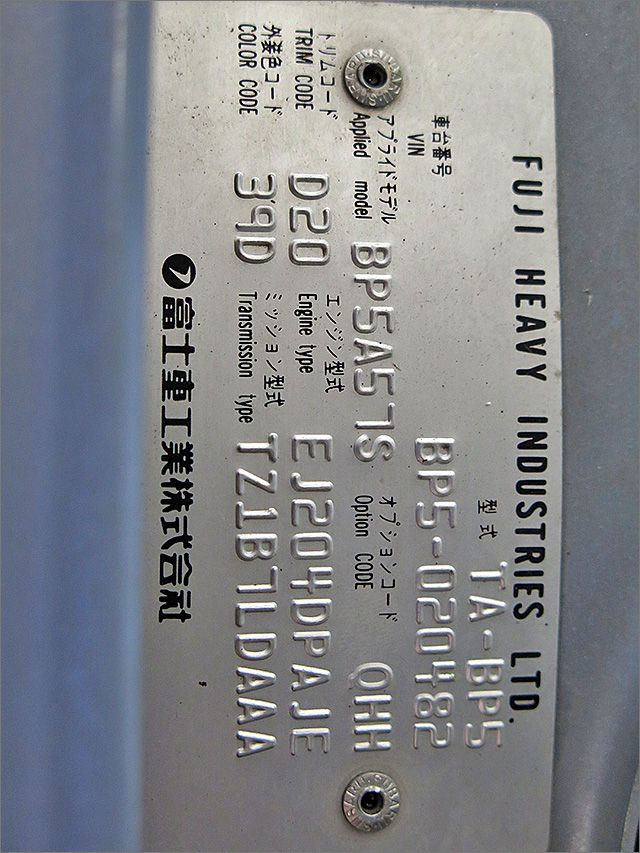 FUJI HEAVY INDUSTRIES LTD.
型式 TA-BP5
車台番号
VIN BP5-020482
アプライドモデル
Applied model BP5A57S オプションコード
Option CODE QHH
トリムコード
TRIM CODE D20 エンジン型式
Engine type EJ204DPAJE
外装色コード
COLOR CODE 39D ミッション型式
Transmission type TZ1B7LDAAA
富士重工業株式会社
SUBARU SUBARU
SUBARU SUBARU